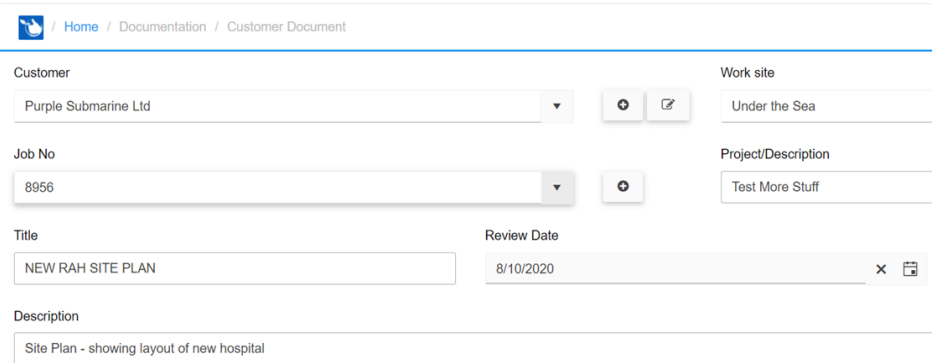 / Home / Documentation / Customer Document
Customer Work site
Purple Submarine Ltd Under the Sea
Job No Project/Description
8956 Test More Stuff
Title Review Date
NEW RAH SITE PLAN 8/10/2020
Description
Site Plan - showing layout of new hospital